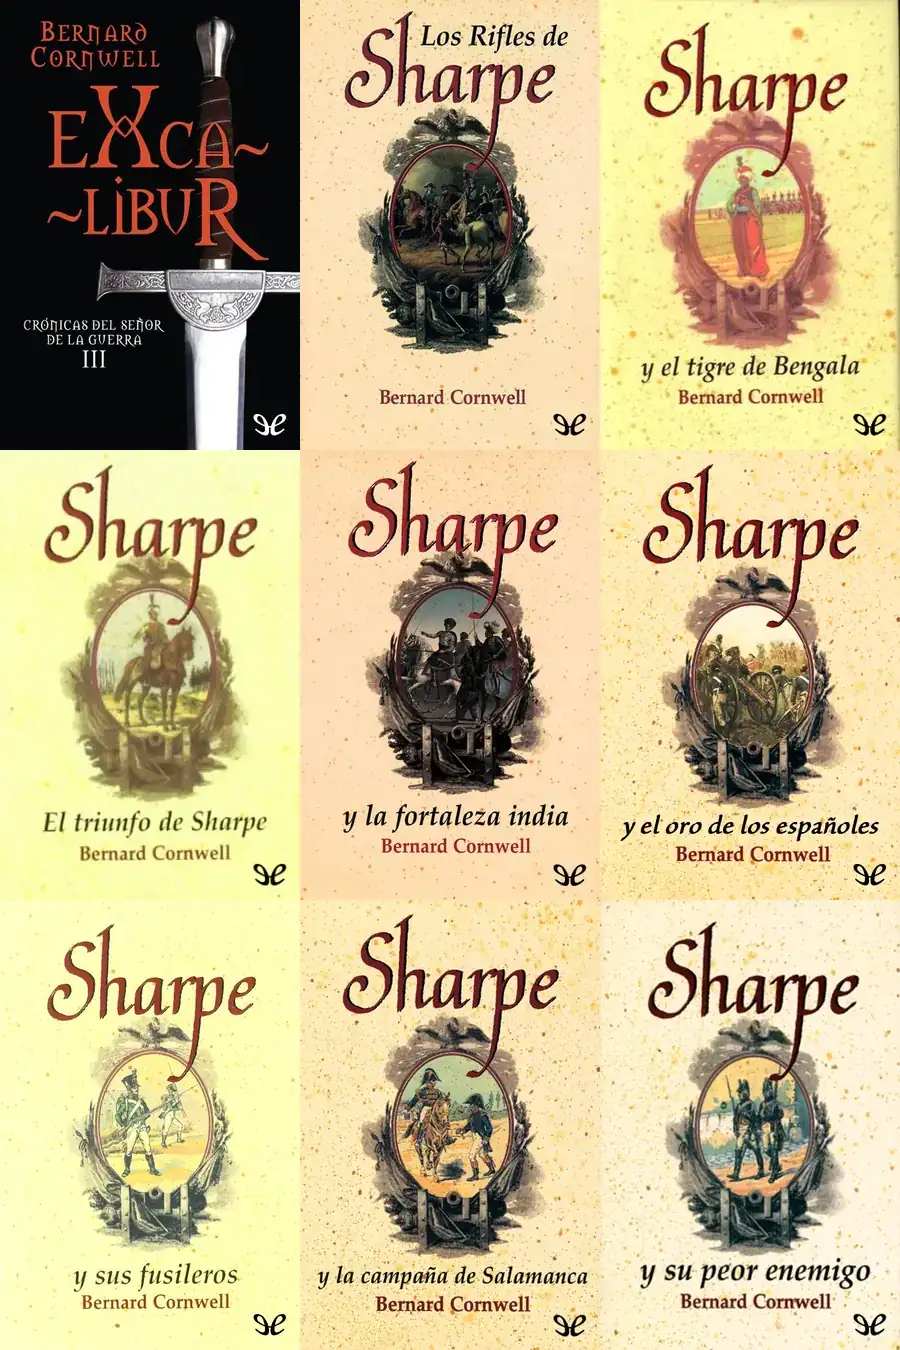 BERNARD
CORNWELL
EXCA~
~LIBUR
CRÓNICAS DEL SEÑOR
DE LA GUERRA
III
Los Rifles de
Sharpe
Bernard Cornwell
Sharpe
y el tigre de Bengala
Bernard Cornwell
Sharpe
El triunfo de Sharpe
Bernard Cornwell
Sharpe
y la fortaleza india
Bernard Cornwell
Sharpe
y el oro de los españoles
Bernard Cornwell
Sharpe
y sus fusileros
Bernard Cornwell
Sharpe
y la campaña de Salamanca
Bernard Cornwell
Sharpe
y su peor enemigo
Bernard Cornwell